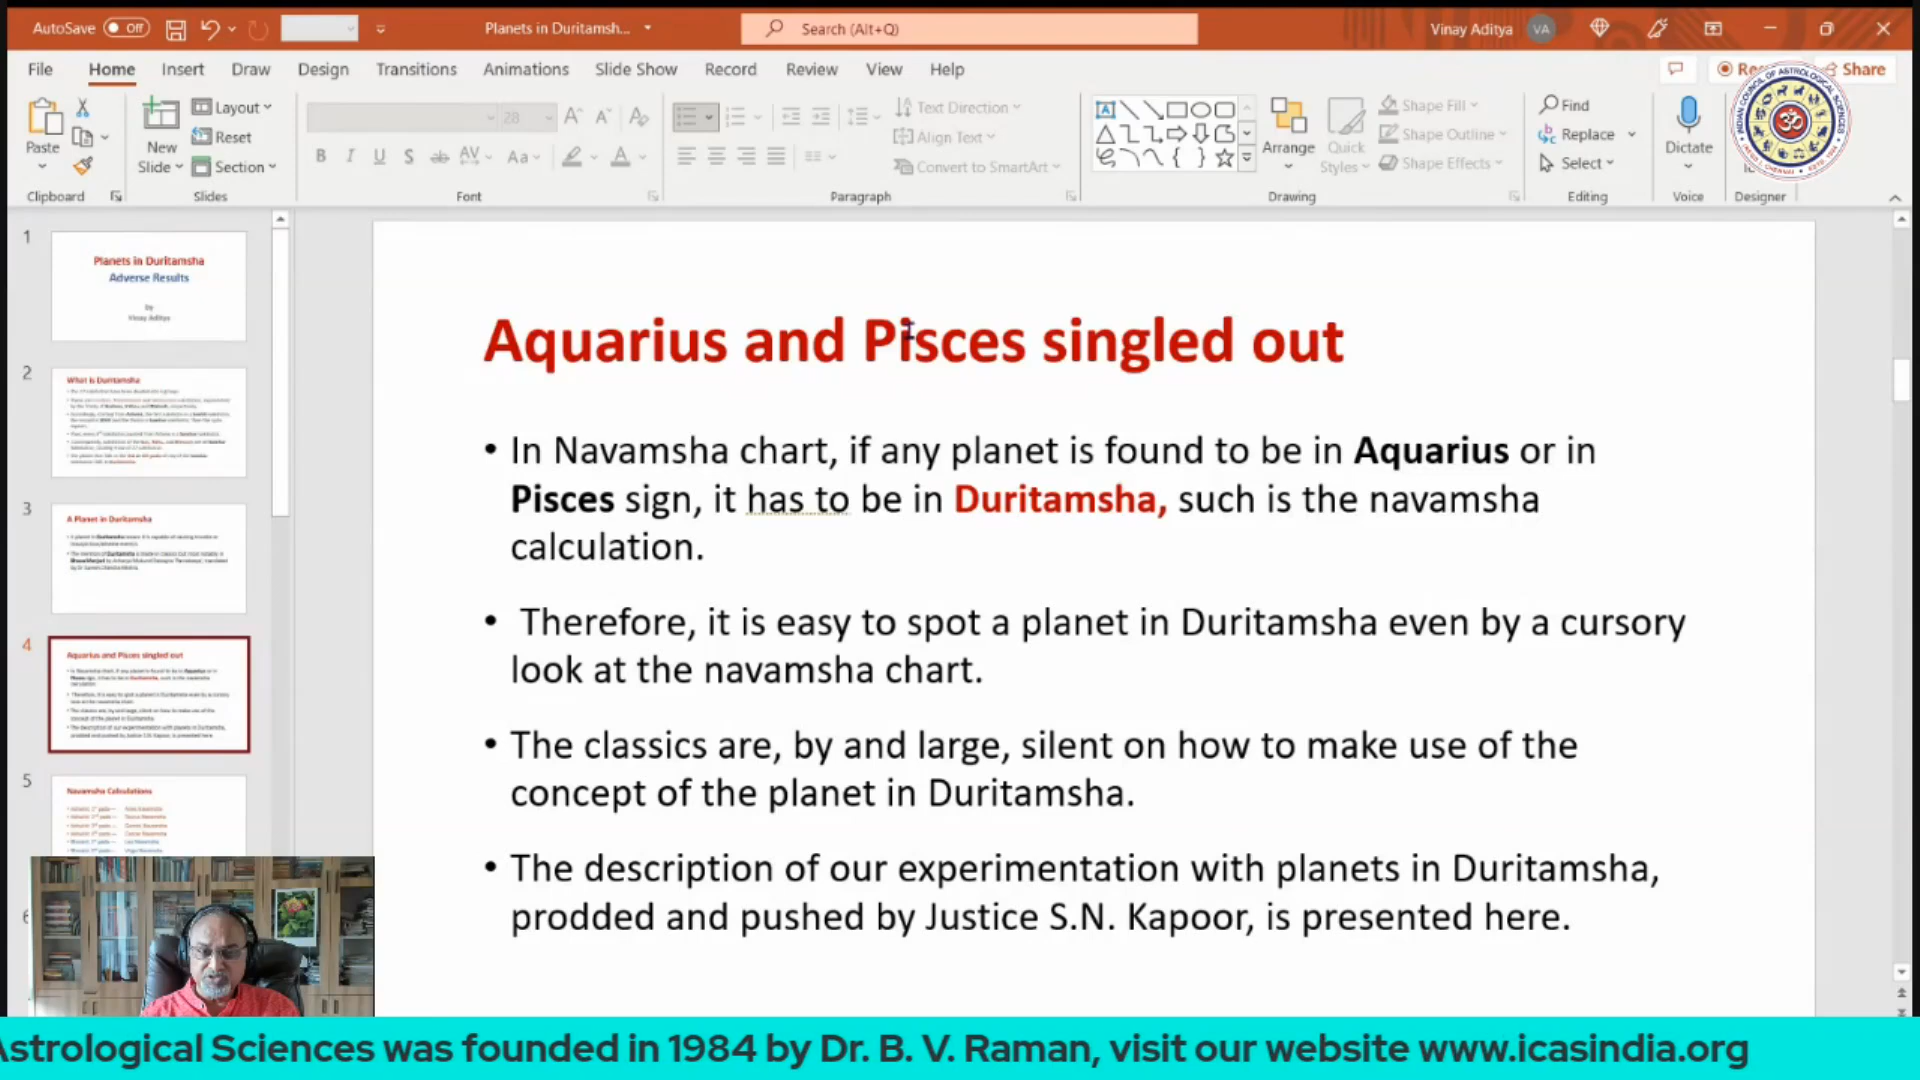 AutoSave Off Planets in Duritamsh... Search (Alt+Q) Vinay Aditya VA
File Home Insert Draw Design Transitions Animations Slide Show Record Review View Help Share
Paste New Slide Layout Reset Section 28 Text Direction Align Text Convert to SmartArt Arrange Quick Styles Shape Fill Shape Outline Shape Effects Find Replace Select Dictate
Clipboard Slides Font Paragraph Drawing Editing Voice Designer
1
Planets in Duritamsha
Adverse Results
by
Vinay Aditya
2
What is Duritamsha
3
A Planet in Duritamsha
4
Aquarius and Pisces singled out
5
Navamsha Calculations
6
Aquarius and Pisces singled out
• In Navamsha chart, if any planet is found to be in Aquarius or in
Pisces sign, it has to be in Duritamsha, such is the navamsha
calculation.
• Therefore, it is easy to spot a planet in Duritamsha even by a cursory
look at the navamsha chart.
• The classics are, by and large, silent on how to make use of the
concept of the planet in Duritamsha.
• The description of our experimentation with planets in Duritamsha,
prodded and pushed by Justice S.N. Kapoor, is presented here.
Astrological Sciences was founded in 1984 by Dr. B. V. Raman, visit our website www.icasindia.org